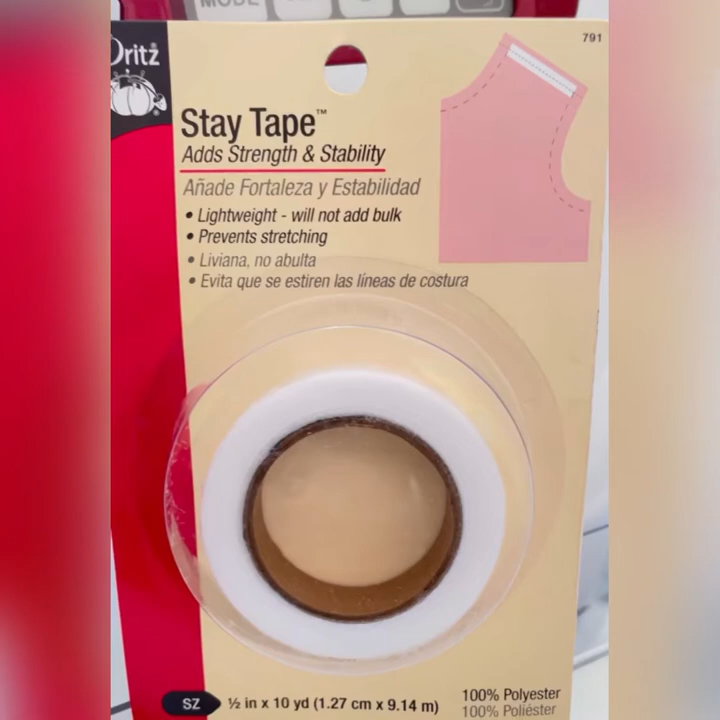 MODE
791
Dritz®
Stay Tape™
Adds Strength & Stability
Añade Fortaleza y Estabilidad
• Lightweight - will not add bulk
• Prevents stretching
• Liviana, no abulta
• Evita que se estiren las líneas de costura
SZ ½ in x 10 yd (1.27 cm x 9.14 m)
100% Polyester
100% Poliéster